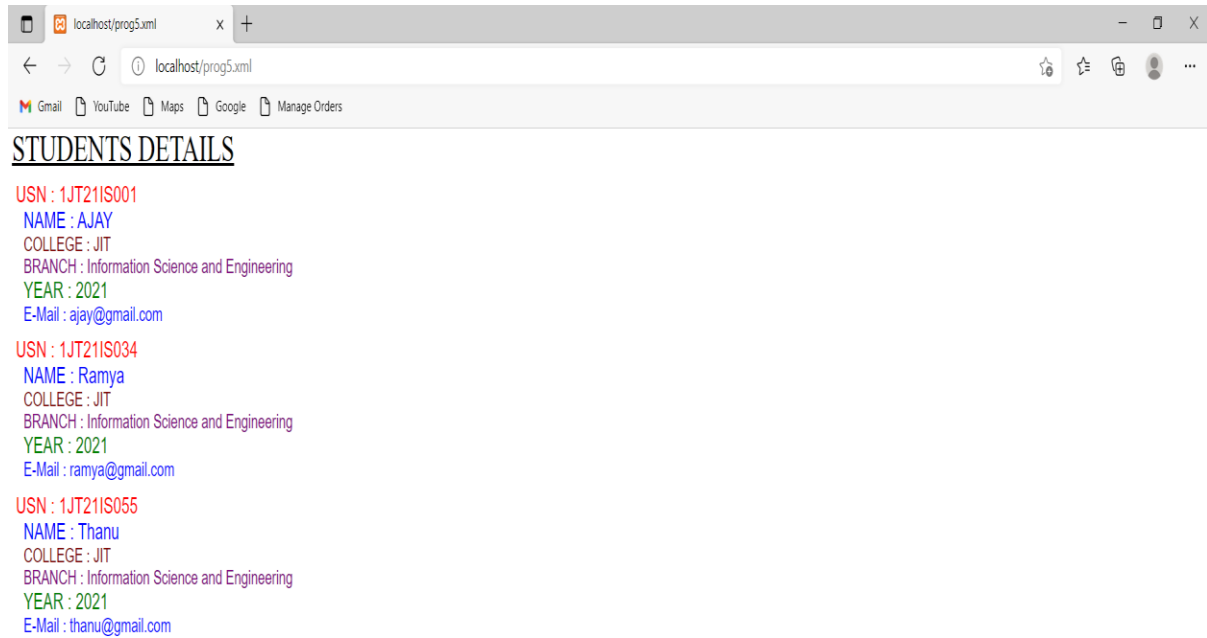 localhost/prog5.xml
localhost/prog5.xml
Gmail YouTube Maps Google Manage Orders
STUDENTS DETAILS
USN : 1JT21IS001
NAME : AJAY
COLLEGE : JIT
BRANCH : Information Science and Engineering
YEAR : 2021
E-Mail : ajay@gmail.com
USN : 1JT21IS034
NAME : Ramya
COLLEGE : JIT
BRANCH : Information Science and Engineering
YEAR : 2021
E-Mail : ramya@gmail.com
USN : 1JT21IS055
NAME : Thanu
COLLEGE : JIT
BRANCH : Information Science and Engineering
YEAR : 2021
E-Mail : thanu@gmail.com